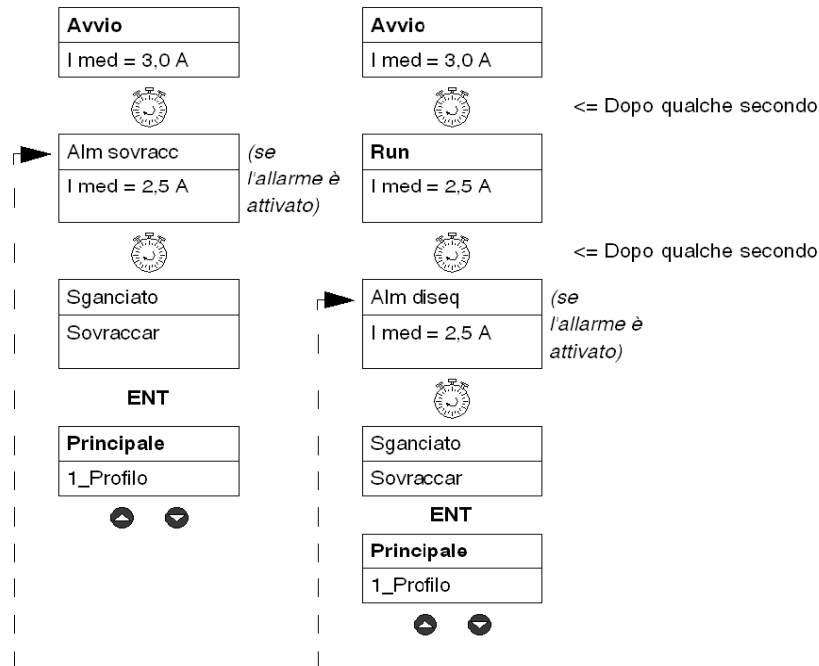 Avvio
I med = 3,0 A
Alm sovracc
(se
l'allarme è
attivato)
I med = 2,5 A
Sganciato
Sovraccar
ENT
Principale
1_Profilo
Avvio
I med = 3,0 A
<= Dopo qualche secondo
Run
I med = 2,5 A
<= Dopo qualche secondo
Alm diseq
(se
l'allarme è
attivato)
I med = 2,5 A
Sganciato
Sovraccar
ENT
Principale
1_Profilo